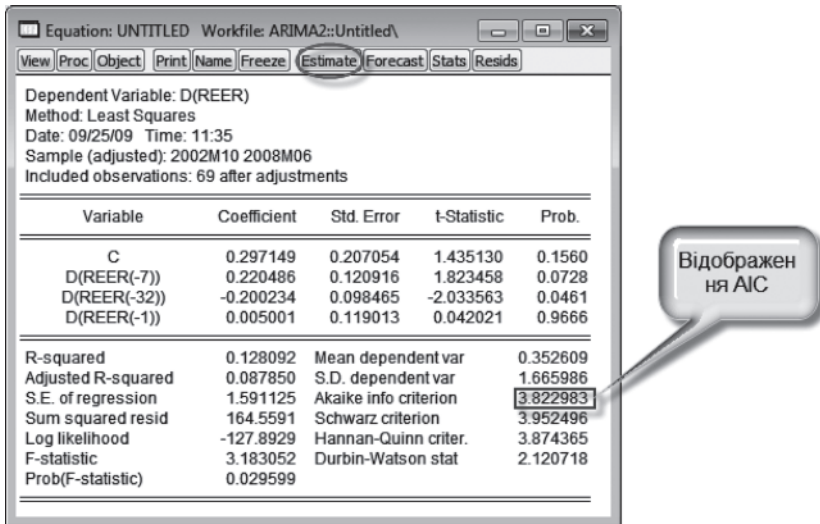 Equation: UNTITLED Workfile: ARIMA2::Untitled\
View Proc Object Print Name Freeze Estimate Forecast Stats Resids
Dependent Variable: D(REER)
Method: Least Squares
Date: 09/25/09 Time: 11:35
Sample (adjusted): 2002M10 2008M06
Included observations: 69 after adjustments
Variable Coefficient Std. Error t-Statistic Prob.
C 0.297149 0.207054 1.435130 0.1560
D(REER(-7)) 0.220486 0.120916 1.823458 0.0728
D(REER(-32)) -0.200234 0.098465 -2.033563 0.0461
D(REER(-1)) 0.005001 0.119013 0.042021 0.9666
R-squared 0.128092 Mean dependent var 0.352609
Adjusted R-squared 0.087850 S.D. dependent var 1.665986
S.E. of regression 1.591125 Akaike info criterion 3.822983
Sum squared resid 164.5591 Schwarz criterion 3.952496
Log likelihood -127.8929 Hannan-Quinn criter. 3.874365
F-statistic 3.183052 Durbin-Watson stat 2.120718
Prob(F-statistic) 0.029599
Відображен
ня AIC